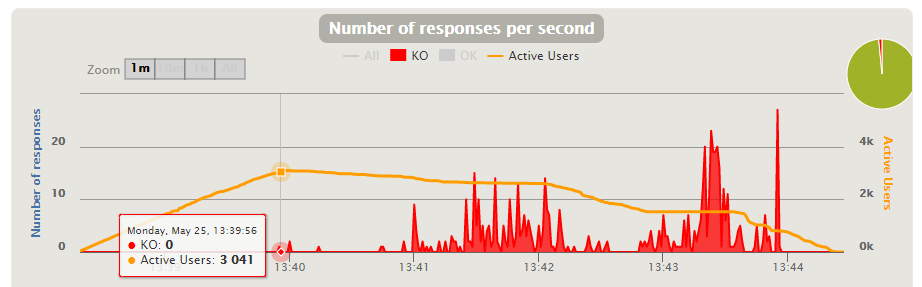 Number of responses per second
All KO OK Active Users
Zoom 1m 10m 1h All
Number of responses
20
10
0
4k
2k
0k
Active Users
Monday, May 25, 13:39:56
KO: 0
Active Users: 3 041
13:39 13:40 13:41 13:42 13:43 13:44